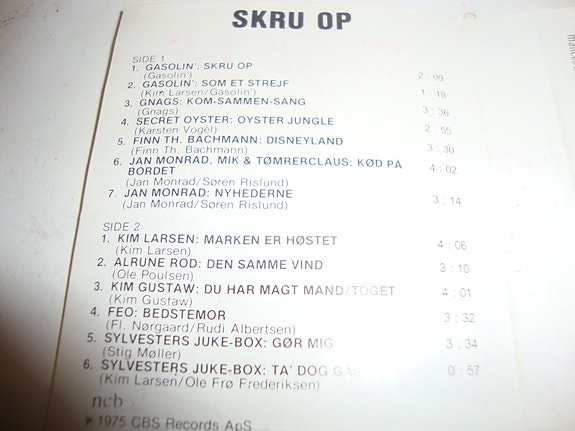 SKRU OP
SIDE 1
1. GASOLIN': SKRU OP 2:09
(Gasolin')
2. GASOLIN': SOM ET STREJF 1:18
(Kim Larsen/Gasolin')
3. GNAGS: KOM-SAMMEN-SANG 3:36
(Gnags)
4. SECRET OYSTER: OYSTER JUNGLE 2:55
(Karsten Vogel)
5. FINN TH. BACHMANN: DISNEYLAND 3:30
(Finn Th. Bachmann)
6. JAN MONRAD, MIK & TØMRERCLAUS: KØD PÅ 4:02
BORDET
(Jan Monrad/Søren Rislund)
7. JAN MONRAD: NYHEDERNE 3:14
(Jan Monrad/Søren Rislund)
SIDE 2
1. KIM LARSEN: MARKEN ER HØSTET 4:06
(Kim Larsen)
2. ALRUNE ROD: DEN SAMME VIND 3:10
(Ole Poulsen)
3. KIM GUSTAW: DU HAR MAGT MAND/TOGET 4:01
(Kim Gustaw)
4. FEO: BEDSTEMOR 3:32
(Fl. Nørgaard/Rudi Albertsen)
5. SYLVESTERS JUKE-BOX: GØR MIG 3:34
(Stig Møller)
6. SYLVESTERS JUKE-BOX: TA' DOG 0:57
(Kim Larsen/Ole Frø Frederiksen)
ncb
℗ 1975 CBS Records ApS